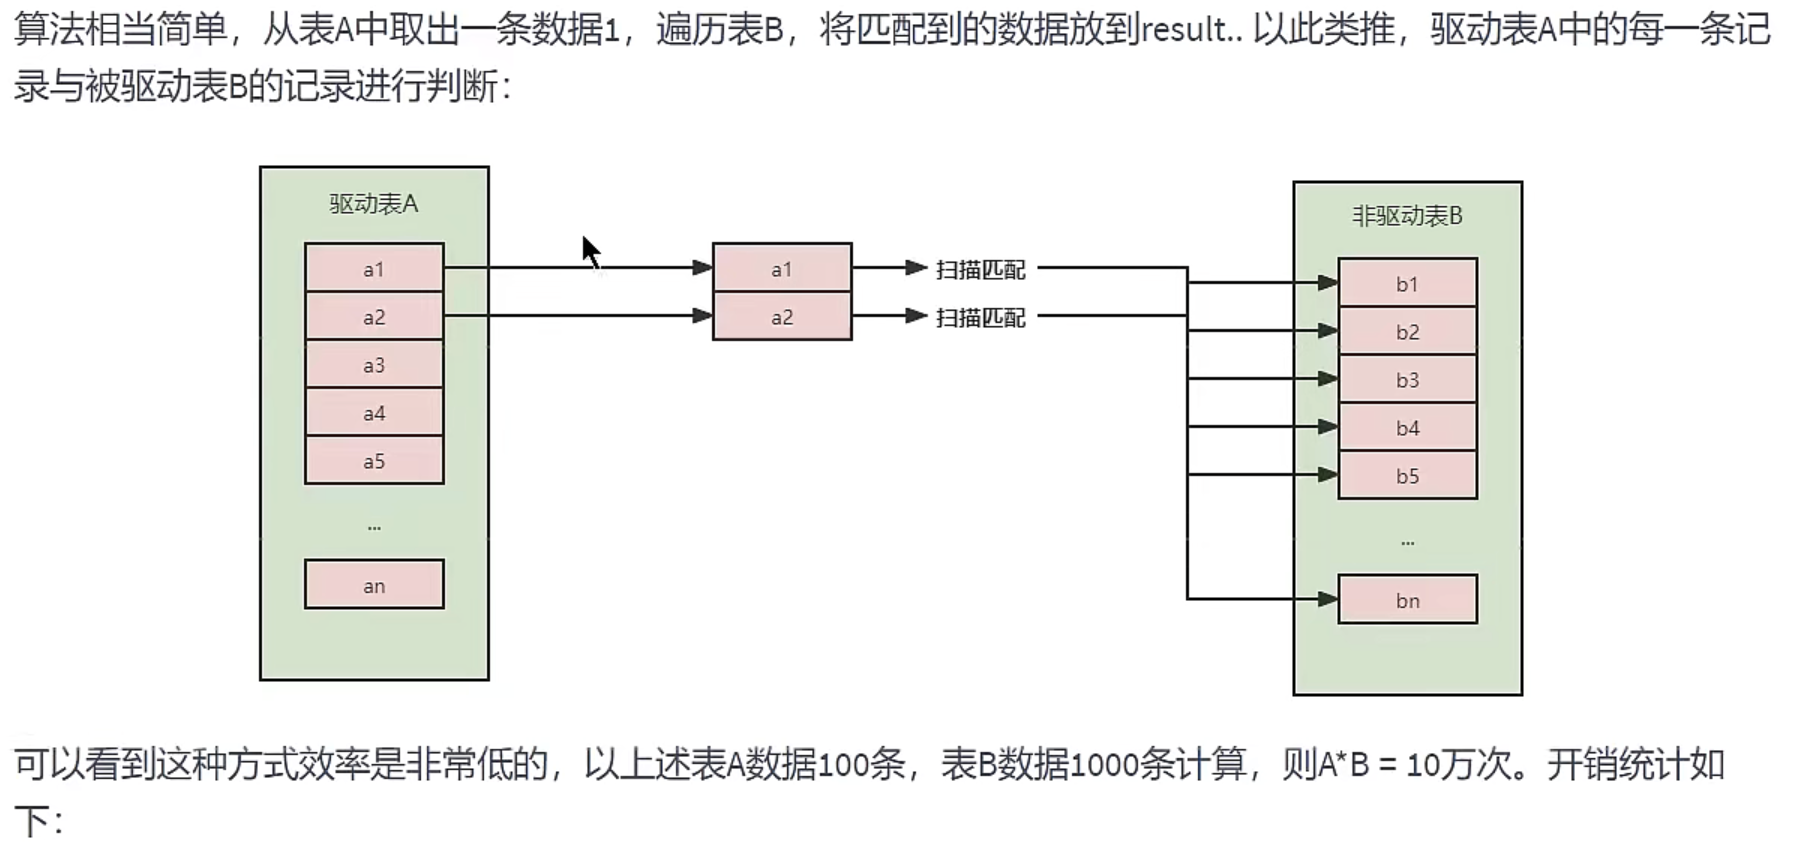 算法相当简单，从表A中取出一条数据1，遍历表B，将匹配到的数据放到result.. 以此类推，驱动表A中的每一条记
录与被驱动表B的记录进行判断：
驱动表A
a1
a2
a3
a4
a5
...
an
a1
a2
扫描匹配
扫描匹配
非驱动表B
b1
b2
b3
b4
b5
...
bn
可以看到这种方式效率是非常低的，以上述表A数据100条，表B数据1000条计算，则A*B = 10万次。开销统计如
下：